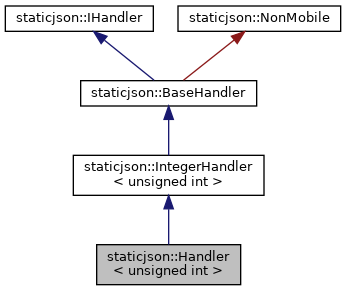 staticjson::IHandler
staticjson::NonMobile
staticjson::BaseHandler
staticjson::IntegerHandler
< unsigned int >
staticjson::Handler
< unsigned int >